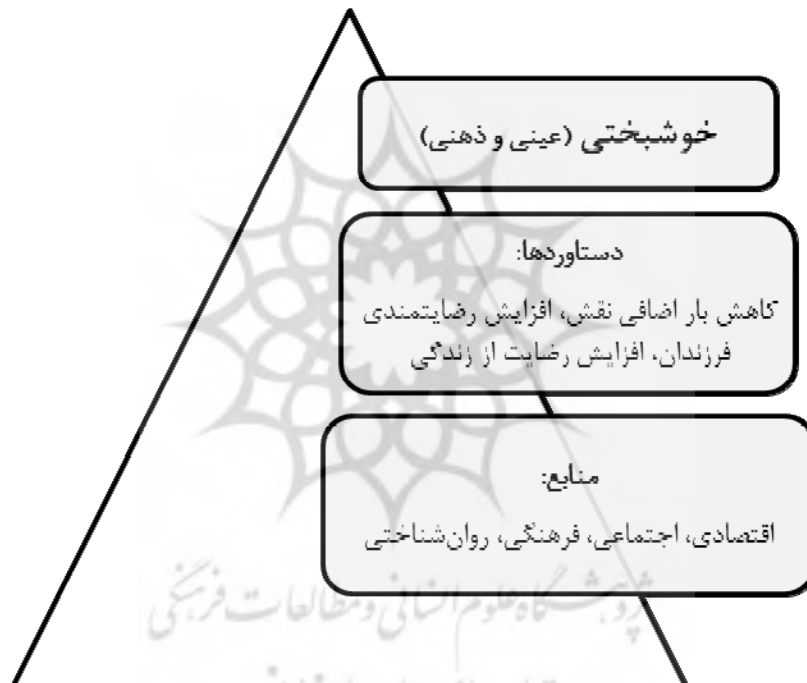 خوشبختی (عینی و ذهنی)
دستاوردها:
کاهش بار اضافی نقش، افزایش رضایتمندی
فرزندان، افزایش رضایت از زندگی
منابع:
اقتصادی، اجتماعی، فرهنگی، روان‌شناختی
پژوهشگاه علوم انسانی و مطالعات فرهنگی